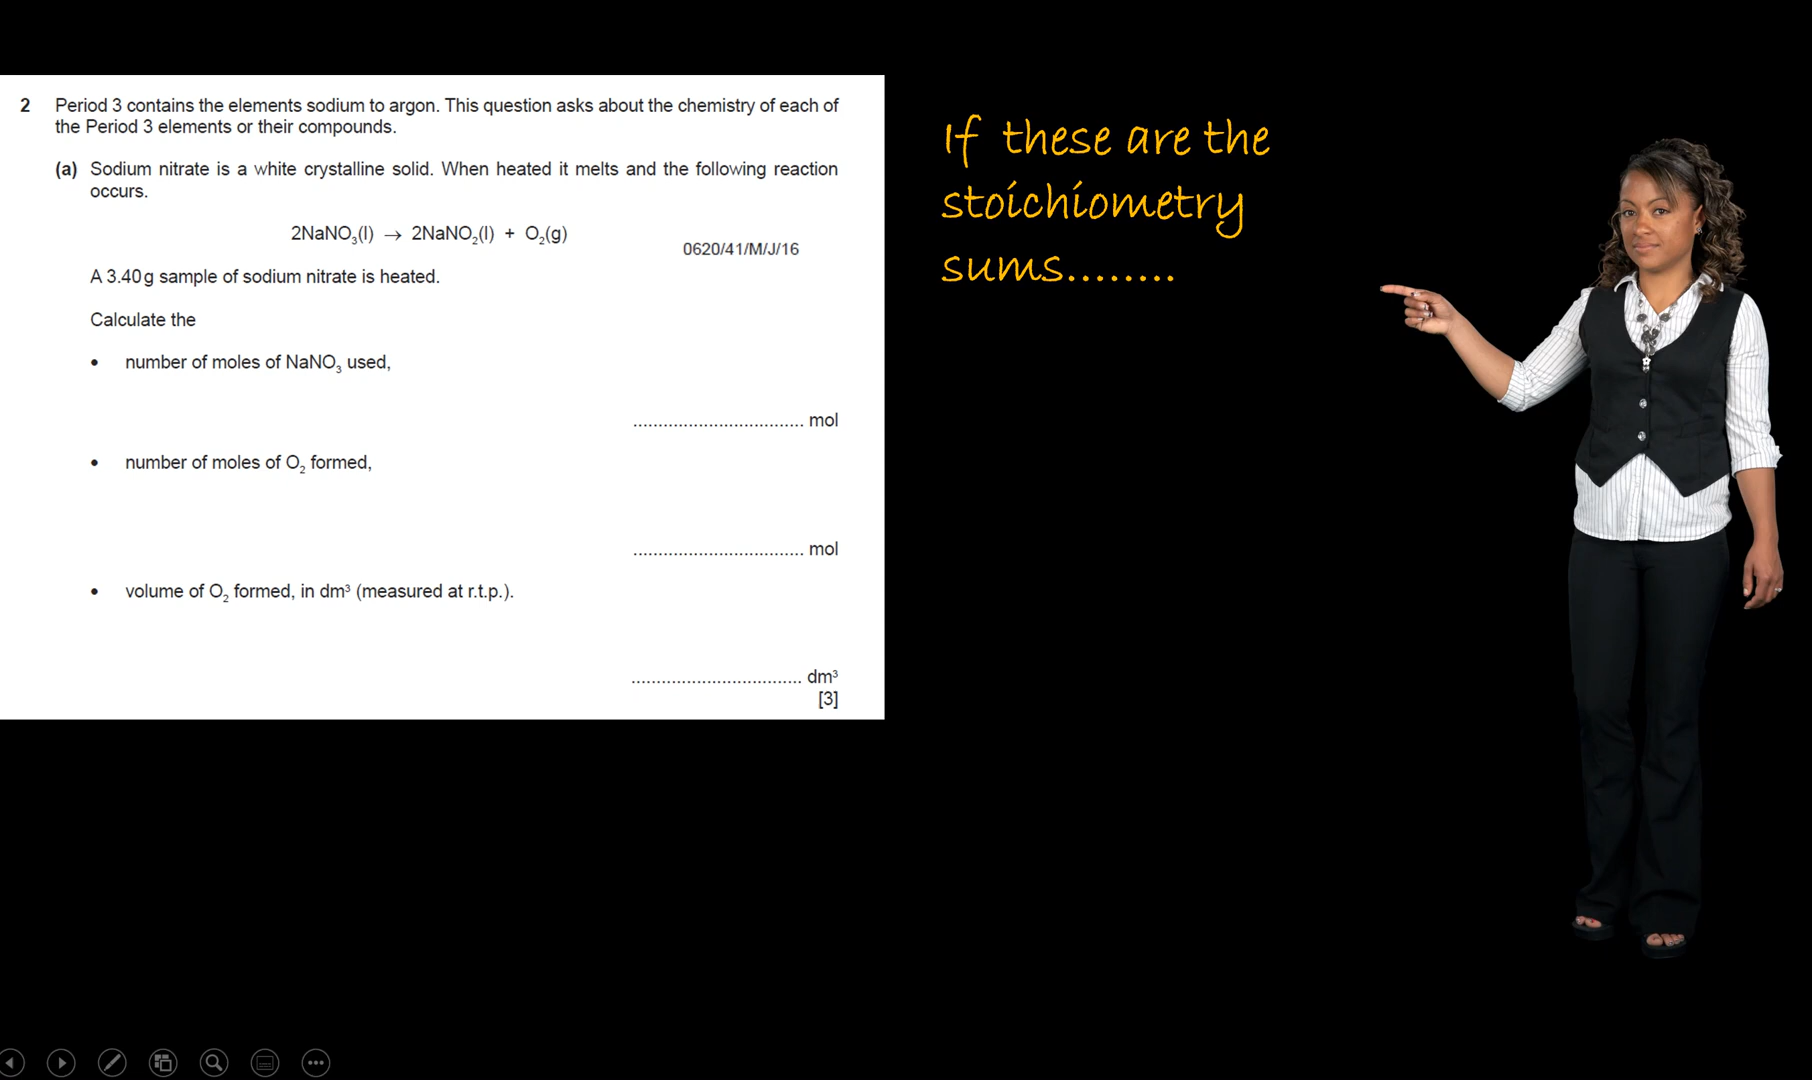 2 Period 3 contains the elements sodium to argon. This question asks about the chemistry of each of
the Period 3 elements or their compounds.
(a) Sodium nitrate is a white crystalline solid. When heated it melts and the following reaction
occurs.
2NaNO₃(l) → 2NaNO₂(l) + O₂(g)
0620/41/M/J/16
A 3.40 g sample of sodium nitrate is heated.
Calculate the
• number of moles of NaNO₃ used,
.................................. mol
• number of moles of O₂ formed,
.................................. mol
• volume of O₂ formed, in dm³ (measured at r.t.p.).
.................................. dm³
[3]
If these are the
stoichiometry
sums........